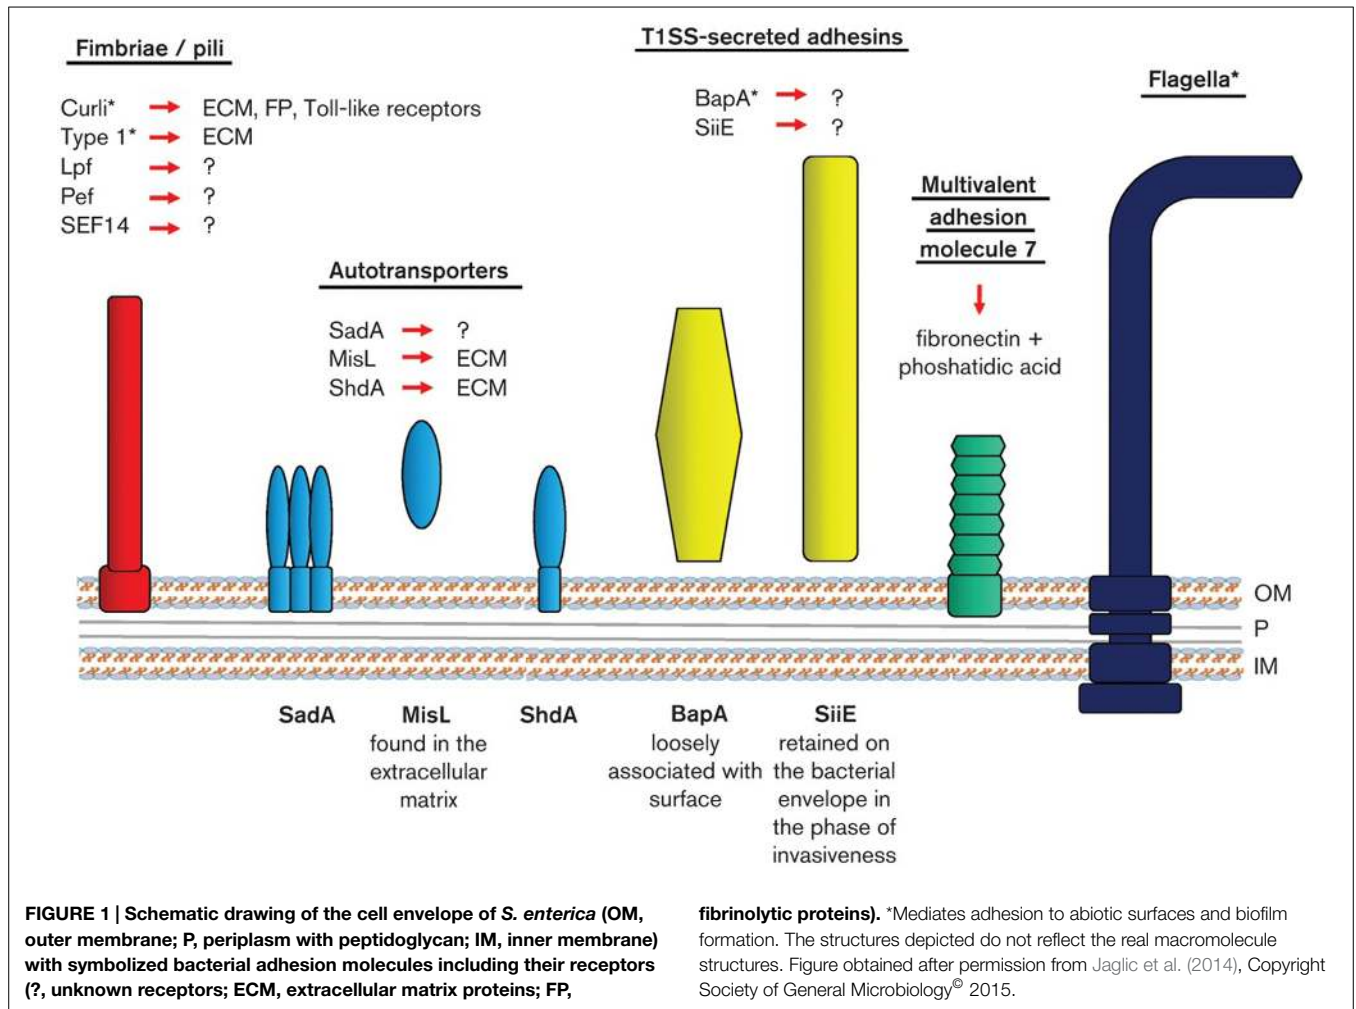 Fimbriae / pili
Curli* → ECM, FP, Toll-like receptors
Type 1* → ECM
Lpf → ?
Pef → ?
SEF14 → ?
Autotransporters
SadA → ?
MisL → ECM
ShdA → ECM
T1SS-secreted adhesins
BapA* → ?
SiiE → ?
Multivalent
adhesion
molecule 7
fibronectin +
phoshatidic acid
Flagella*
OM
P
IM
SadA
MisL
found in the
extracellular
matrix
ShdA
BapA
loosely
associated with
surface
SiiE
retained on
the bacterial
envelope in
the phase of
invasiveness
FIGURE 1 | Schematic drawing of the cell envelope of S. enterica (OM,
outer membrane; P, periplasm with peptidoglycan; IM, inner membrane)
with symbolized bacterial adhesion molecules including their receptors
(?, unknown receptors; ECM, extracellular matrix proteins; FP,
fibrinolytic proteins). *Mediates adhesion to abiotic surfaces and biofilm
formation. The structures depicted do not reflect the real macromolecule
structures. Figure obtained after permission from Jaglic et al. (2014), Copyright
Society of General Microbiology© 2015.